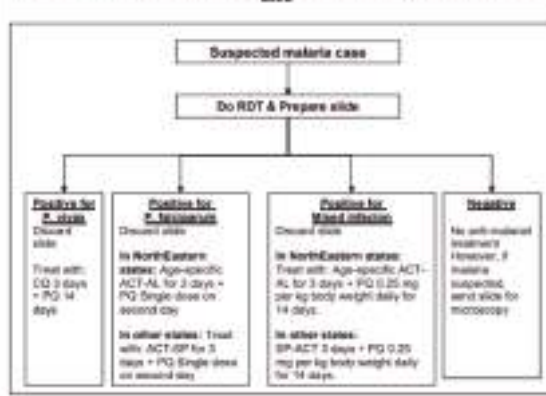 Suspected malaria case
Do RDT & Prepare slide
Positive for
P. vivax
Discard
slide
Treat with:
CQ 3 days
+ PQ 14
days
Positive for
P. falciparum
Discard slide
In NorthEastern
states: Age-specific
ACT-AL for 3 days +
PQ Single dose on
second day
In other states: Treat
with: ACT-SP for 3
days + PQ Single dose
on second day
Positive for
Mixed infection
Discard slide
In NorthEastern states:
Treat with: Age-specific ACT-
AL for 3 days + PQ 0.25 mg
per kg body weight daily for
14 days.
In other states:
SP-ACT 3 days + PQ 0.25
mg per kg body weight daily
for 14 days.
Negative
No anti-malarial
treatment
However, if
malaria
suspected,
send slide for
microscopy